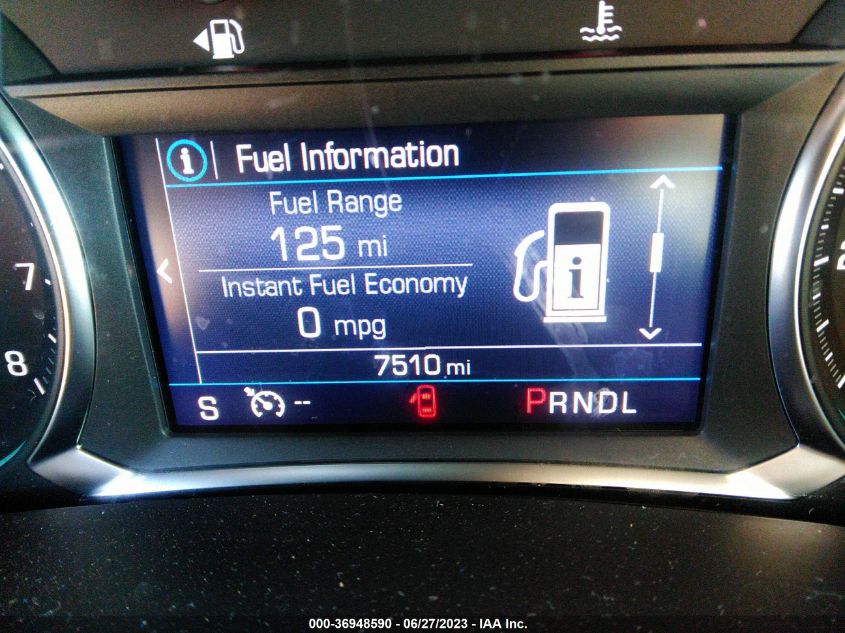 i Fuel Information
Fuel Range
125 mi
Instant Fuel Economy
0 mpg
i
7510 mi
S -- PRNDL
7
8
000-36948590 - 06/27/2023 - IAA Inc.